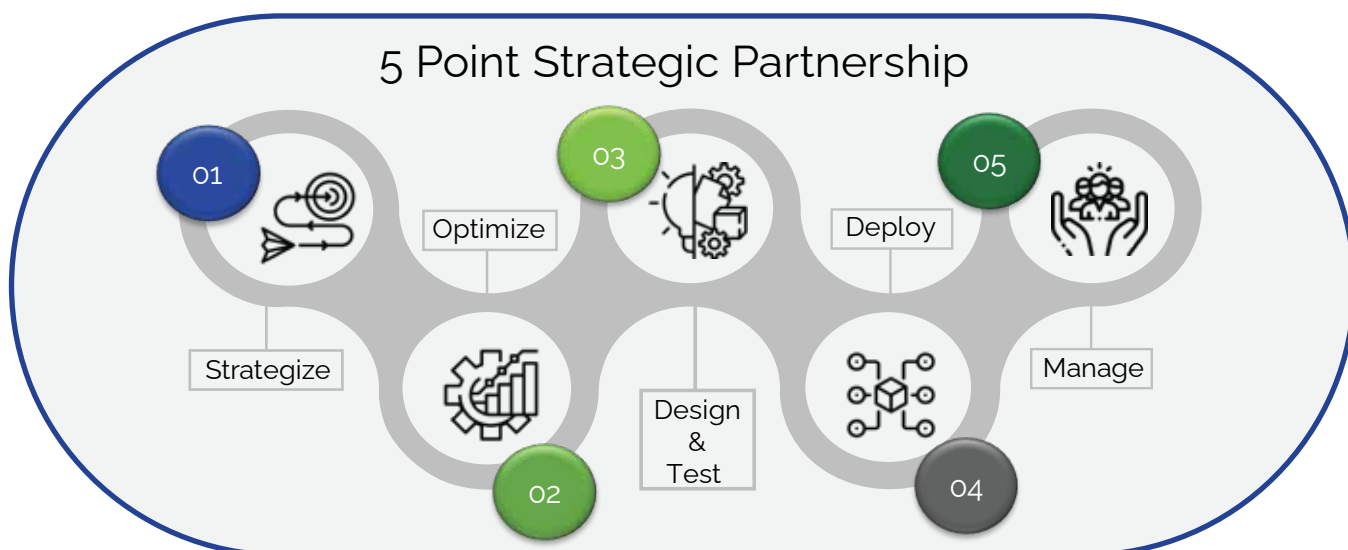 5 Point Strategic Partnership
01
Strategize
Optimize
02
03
Design
&
Test
Deploy
04
05
Manage